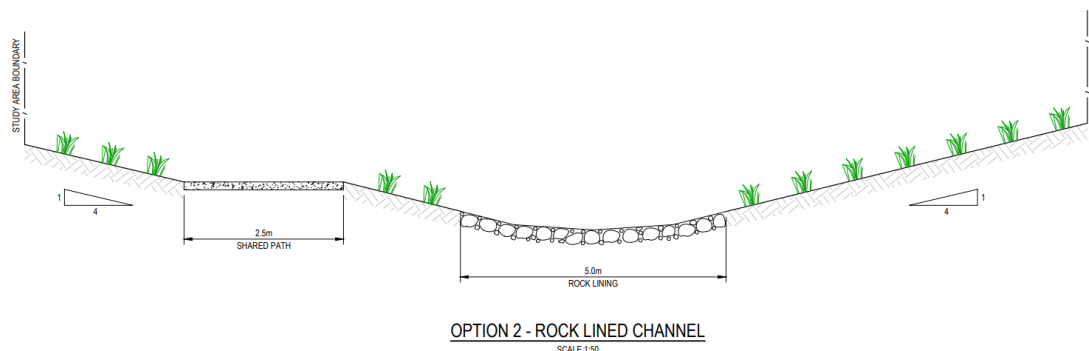 STUDY AREA BOUNDARY
1
4
2.5m
SHARED PATH
5.0m
ROCK LINING
1
4
OPTION 2 - ROCK LINED CHANNEL
SCALE 1:50